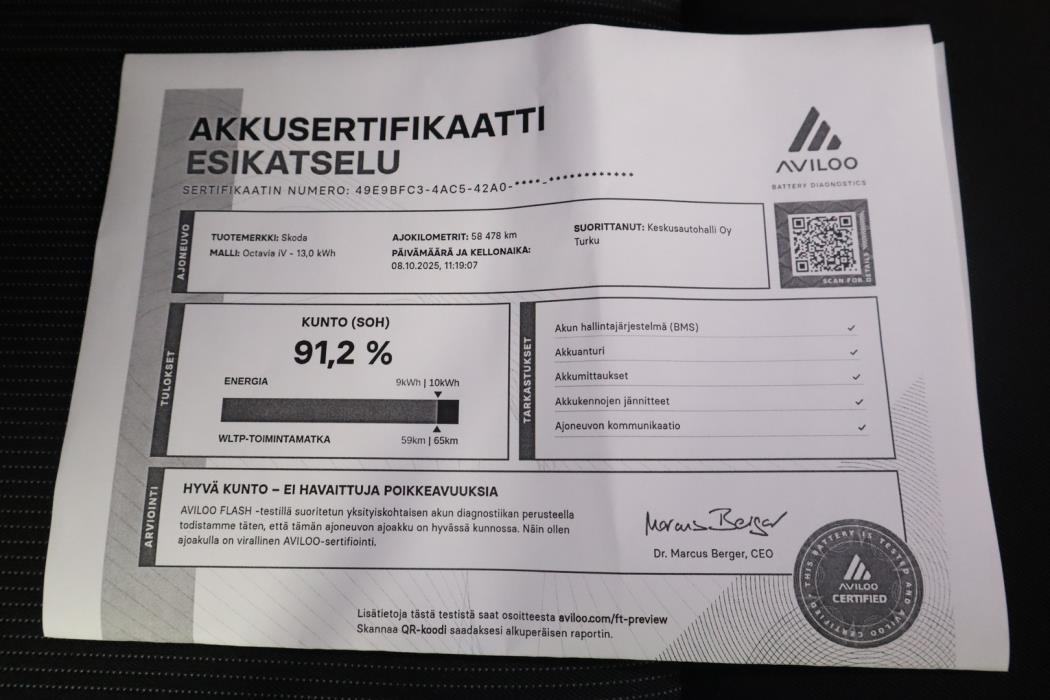 AKKUSERTIFIKAATTI
ESIKATSELU
SERTIFIKAATIN NUMERO: 49E9BFC3-4AC5-42A0-****-************
AVILOO
BATTERY DIAGNOSTICS
AJONEUVO
TUOTEMERKKI: Skoda
MALLI: Octavia iV - 13,0 kWh
AJOKILOMETRIT: 58 478 km
PÄIVÄMÄÄRÄ JA KELLONAIKA:
08.10.2025, 11:19:07
SUORITTANUT: Keskusautohalli Oy
Turku
SCAN FOR DETAILS
TULOKSET
KUNTO (SOH)
91,2 %
ENERGIA 9kWh | 10kWh
WLTP-TOIMINTAMATKA 59km | 65km
TARKASTUKSET
Akun hallintajärjestelmä (BMS) ✓
Akkuanturi ✓
Akkumittaukset ✓
Akkukennojen jännitteet ✓
Ajoneuvon kommunikaatio ✓
ARVIOINTI
HYVÄ KUNTO – EI HAVAITTUJA POIKKEAVUUKSIA
AVILOO FLASH -testillä suoritetun yksityiskohtaisen akun diagnostiikan perusteella
todistamme täten, että tämän ajoneuvon ajoakku on hyvässä kunnossa. Näin ollen
ajoakulla on virallinen AVILOO-sertifiointi.
Marcus Berger
Dr. Marcus Berger, CEO
THIS BATTERY IS TESTED AND AVILOO CERTIFIED
AVILOO
CERTIFIED
Lisätietoja tästä testistä saat osoitteesta aviloo.com/ft-preview
Skannaa QR-koodi saadaksesi alkuperäisen raportin.